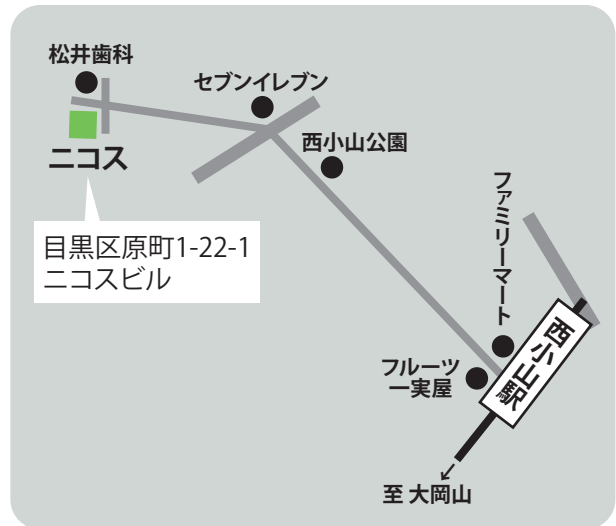 松井歯科
セブンイレブン
西小山公園
ニコス
目黒区原町1-22-1
ニコスビル
ファミリーマート
西小山駅
フルーツ
一実屋
至 大岡山